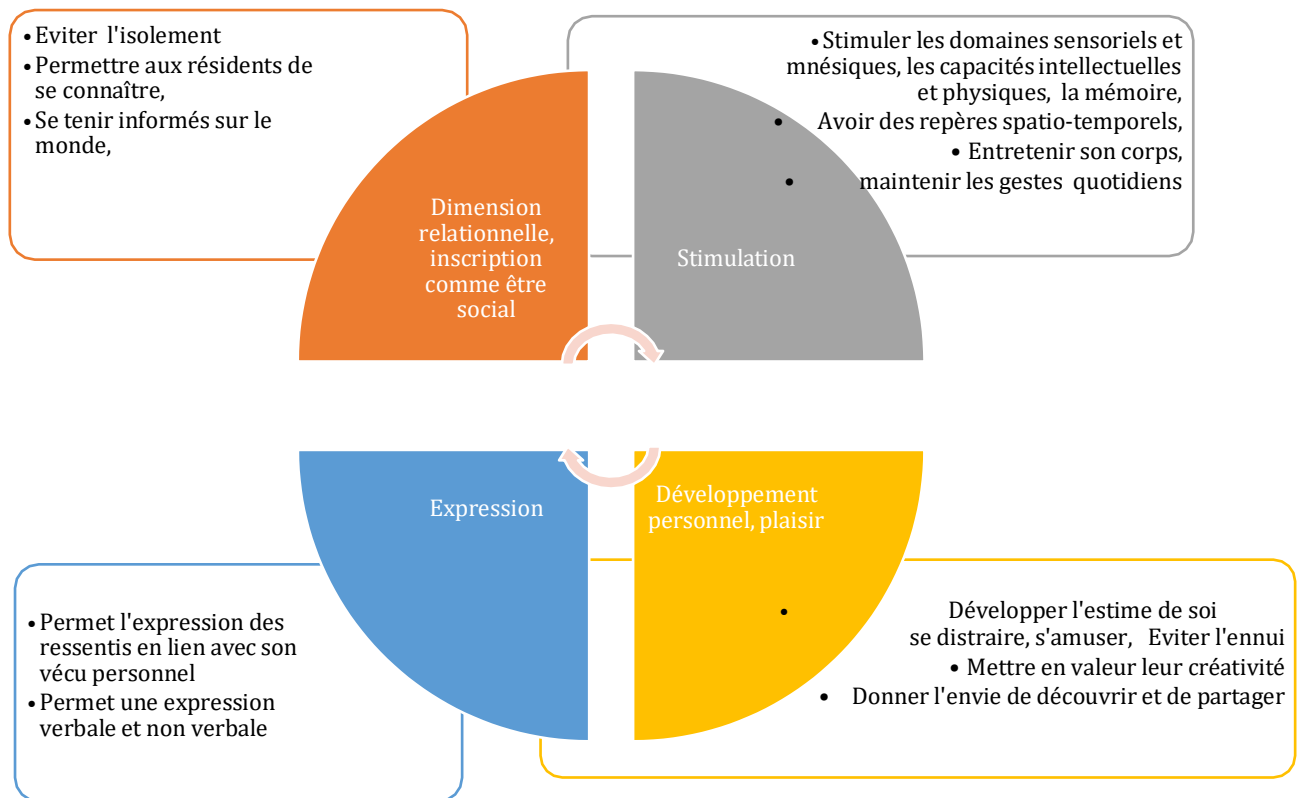 •Eviter l'isolement
•Permettre aux résidents de
se connaître,
•Se tenir informés sur le
monde,
•Stimuler les domaines sensoriels et
mnésiques, les capacités intellectuelles
et physiques, la mémoire,
• Avoir des repères spatio-temporels,
• Entretenir son corps,
• maintenir les gestes quotidiens
Dimension
relationnelle,
inscription
comme être
social
Stimulation
Expression
Développement
personnel, plaisir
•Permet l'expression des
ressentis en lien avec son
vécu personnel
•Permet une expression
verbale et non verbale
• Développer l'estime de soi
se distraire, s'amuser, Eviter l'ennui
• Mettre en valeur leur créativité
• Donner l'envie de découvrir et de partager